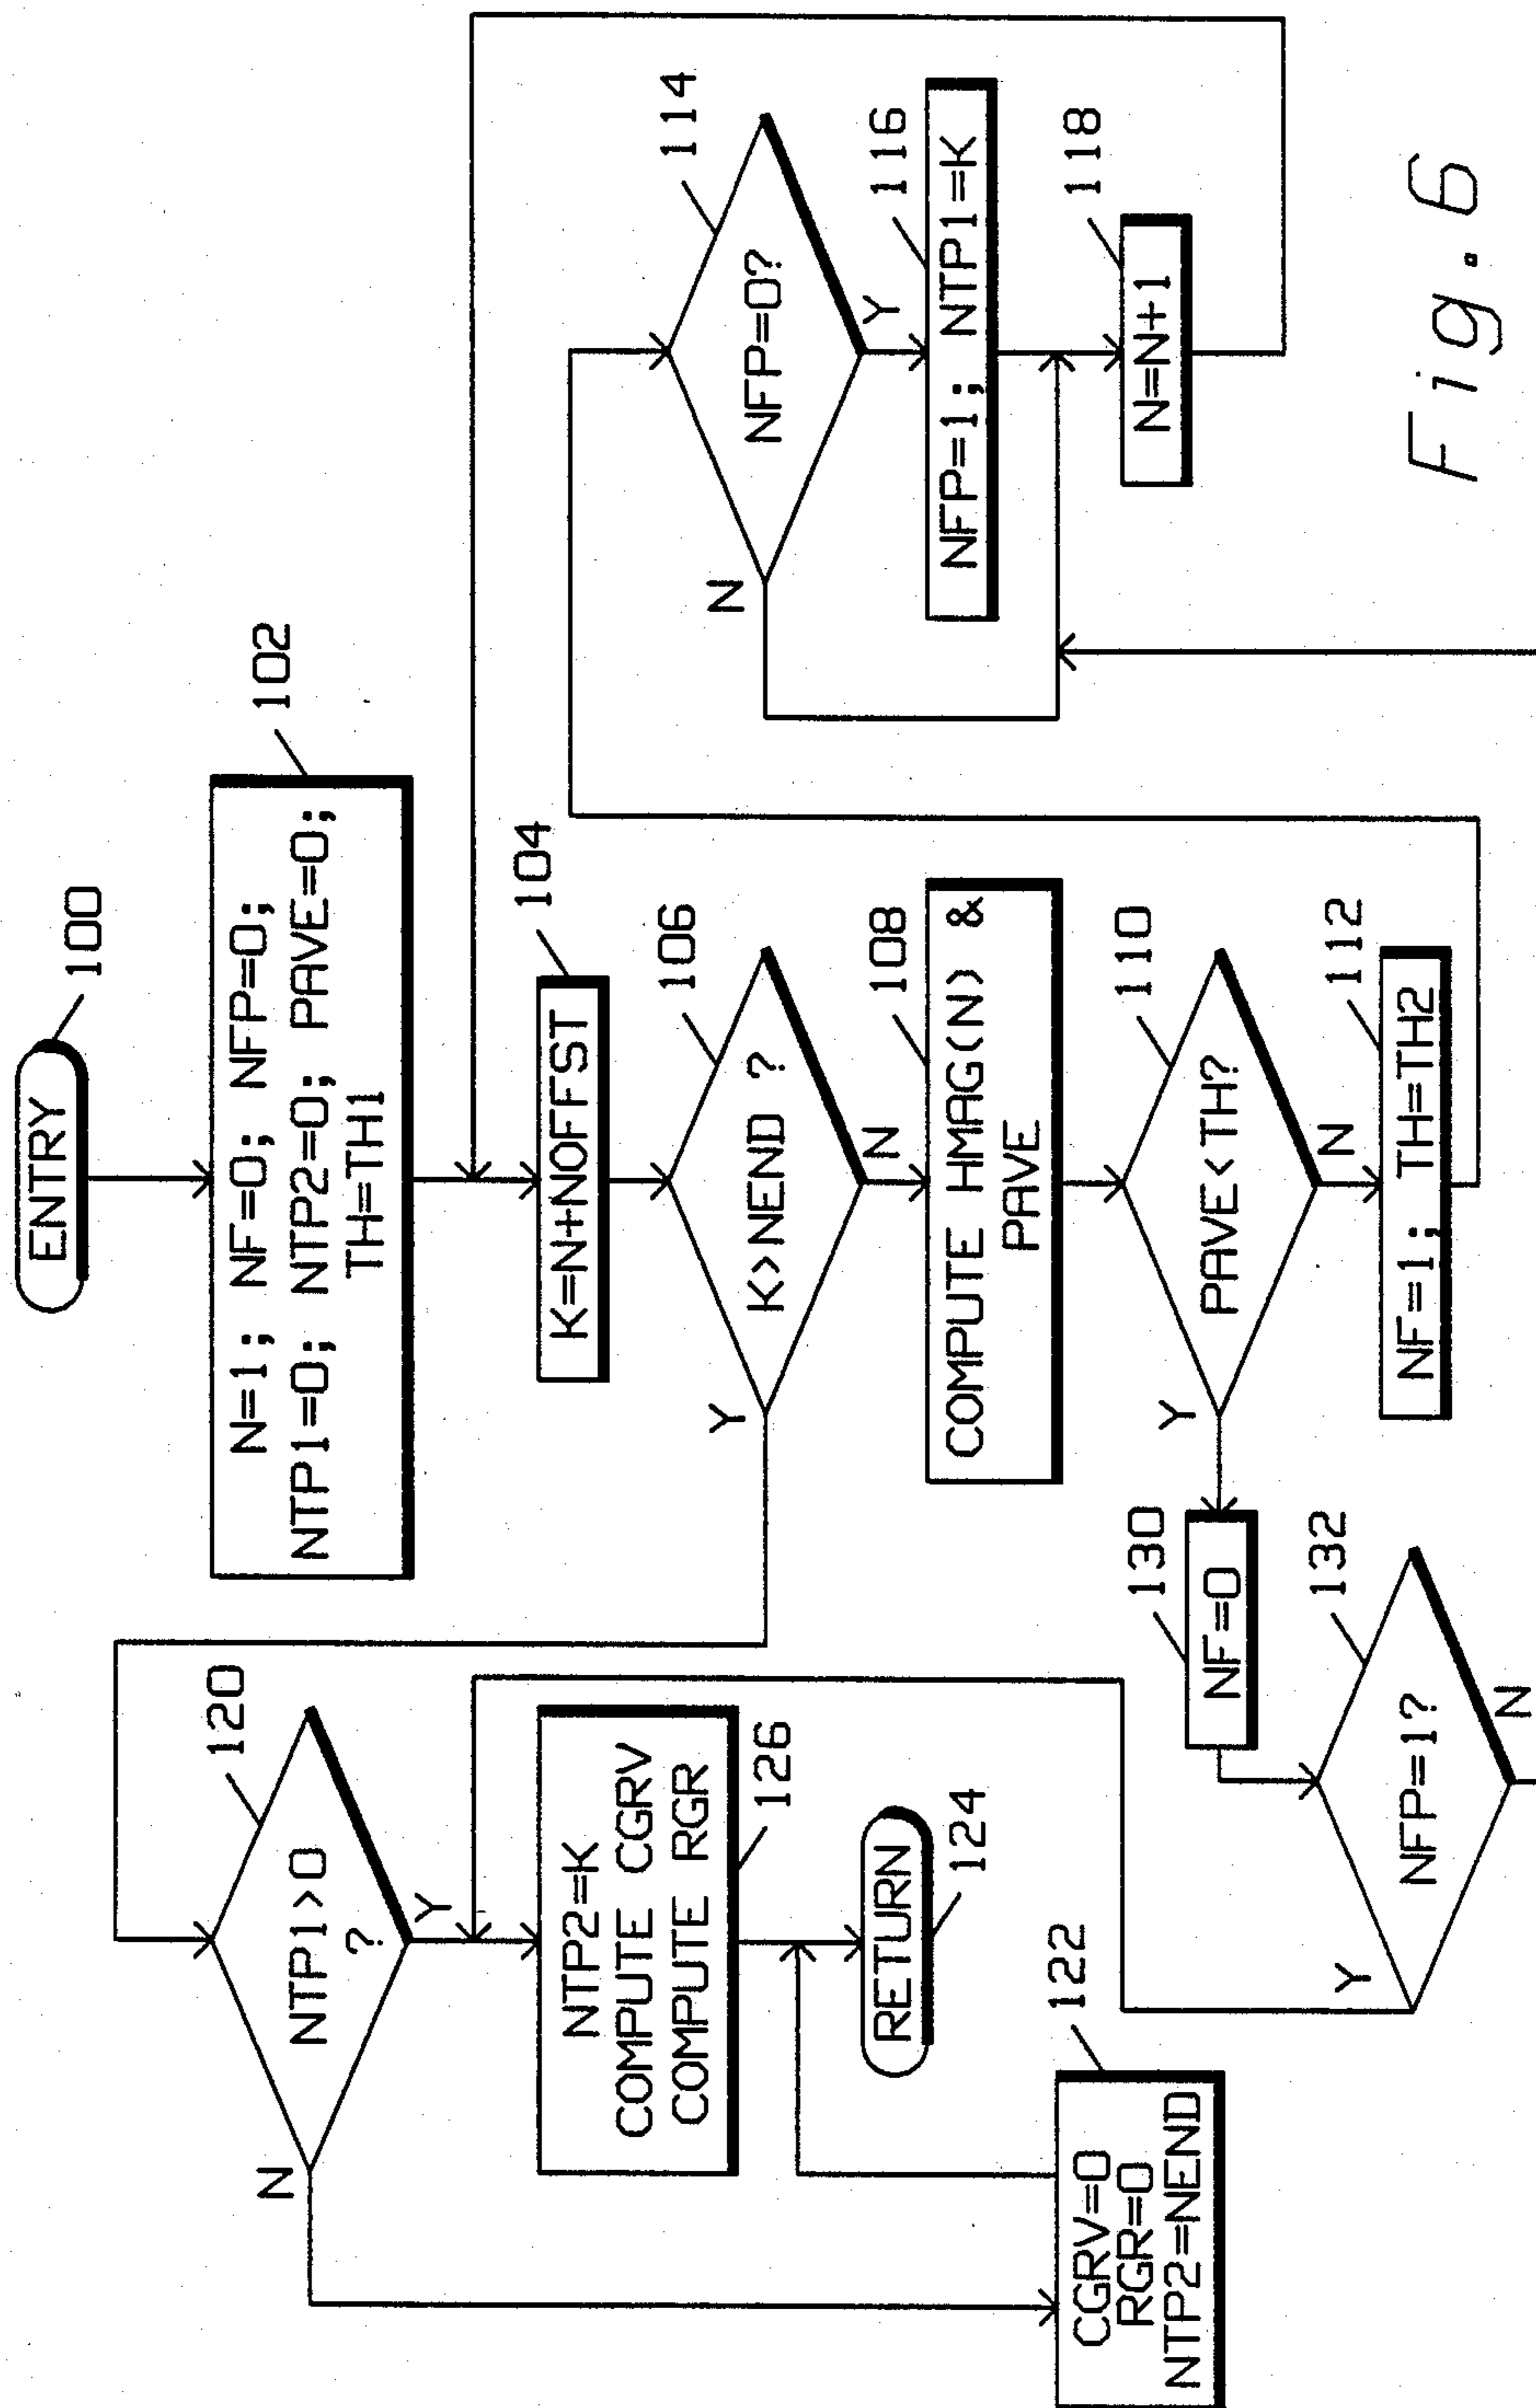 ENTRY
100
N=1; NF=0; NFP=0;
NTP1=0; NTP2=0; PAVE=0;
TH=TH1
102
K=N+NOFFST
104
K>NEND ?
106
Y
N
COMPUTE HMAG(N) &
PAVE
108
PAVE<TH?
110
Y
N
NF=1; TH=TH2
112
NFP=0?
114
N
Y
NFP=1; NTP1=K
116
N=N+1
118
NTP1>0
?
120
N
Y
NTP2=K
COMPUTE CGRV
COMPUTE RGR
126
RETURN
124
CGRV=0
RGR=0
NTP2=NEND
122
NF=0
130
NFP=1?
132
Y
N
Fig. 6